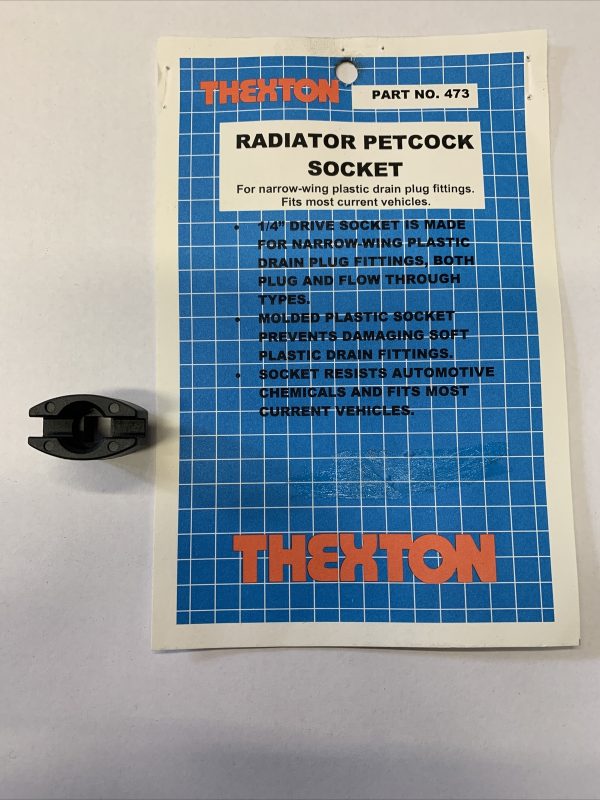 THEXTON
PART NO. 473
RADIATOR PETCOCK
SOCKET
For narrow-wing plastic drain plug fittings.
Fits most current vehicles.
• 1/4” DRIVE SOCKET IS MADE
FOR NARROW-WING PLASTIC
DRAIN PLUG FITTINGS, BOTH
PLUG AND FLOW THROUGH
TYPES.
• MOLDED PLASTIC SOCKET
PREVENTS DAMAGING SOFT
PLASTIC DRAIN FITTINGS.
• SOCKET RESISTS AUTOMOTIVE
CHEMICALS AND FITS MOST
CURRENT VEHICLES.
THEXTON